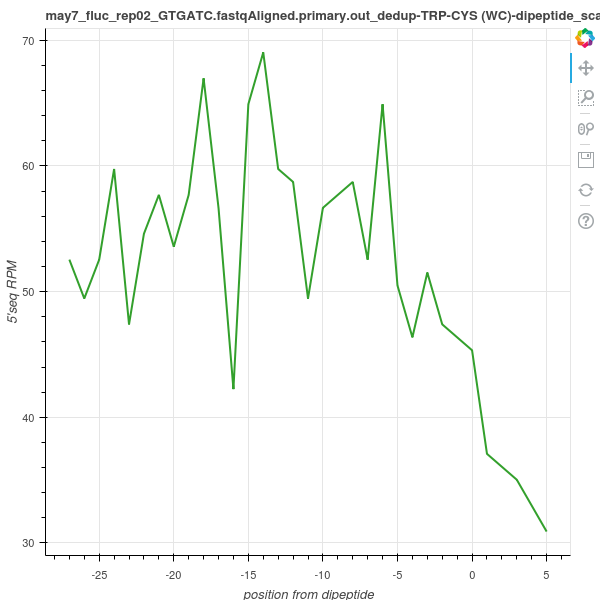 may7_fluc_rep02_GTGATC.fastqAligned.primary.out_dedup-TRP-CYS (WC)-dipeptide_sca
70
60
50
40
30
5'seq RPM
-25 -20 -15 -10 -5 0 5
position from dipeptide